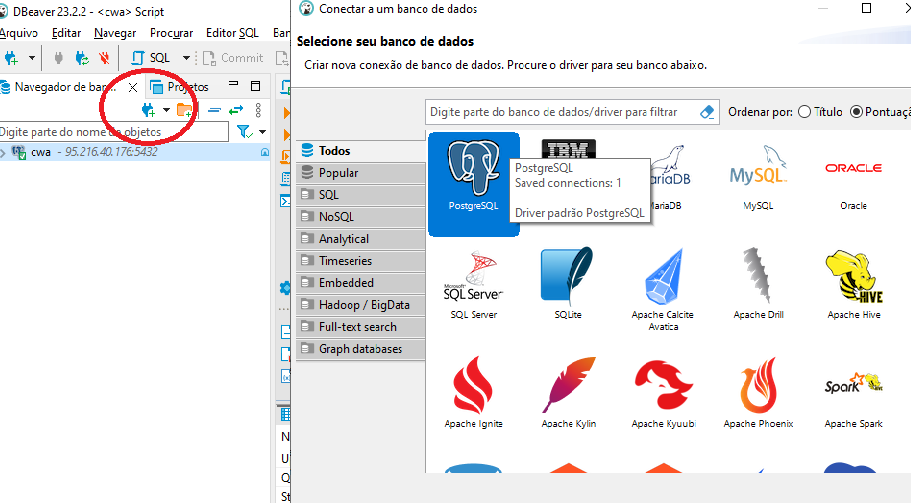 DBeaver 23.2.2 - <cwa> Script
Arquivo Editar Navegar Procurar Editor SQL
SQL Commit
Navegador de ban... Projetos
Digite parte do nome de objetos
cwa - 95.216.40.176:5432
Conectar a um banco de dados
Selecione seu banco de dados
Criar nova conexão de banco de dados. Procure o driver para seu banco abaixo.
Digite parte do banco de dados/driver para filtrar Ordenar por: Título Pontuaçã
Todos
Popular
SQL
NoSQL
Analytical
Timeseries
Embedded
Hadoop / BigData
Full-text search
Graph databases
IBM
MariaDB
MySQL
ORACLE
PostgreSQL
MariaDB
MySQL
Oracle
PostgreSQL
Saved connections: 1
Driver padrão PostgreSQL
Microsoft
SQL Server
HIVE
SQL Server
SQLite
Apache Calcite Avatica
Apache Drill
Apache Hive
Spark
Apache Ignite
Apache Kylin
Apache Kyuubi
Apache Phoenix
Apache Spark